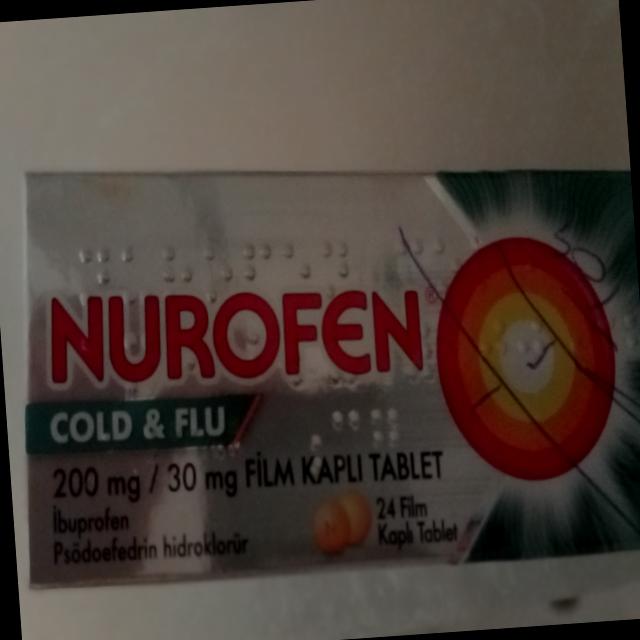 NUROFEN®
COLD & FLU
200 mg / 30 mg FİLM KAPLI TABLET
İbuprofen
Psödoefedrin hidroklorür
24 Film
Kaplı Tablet